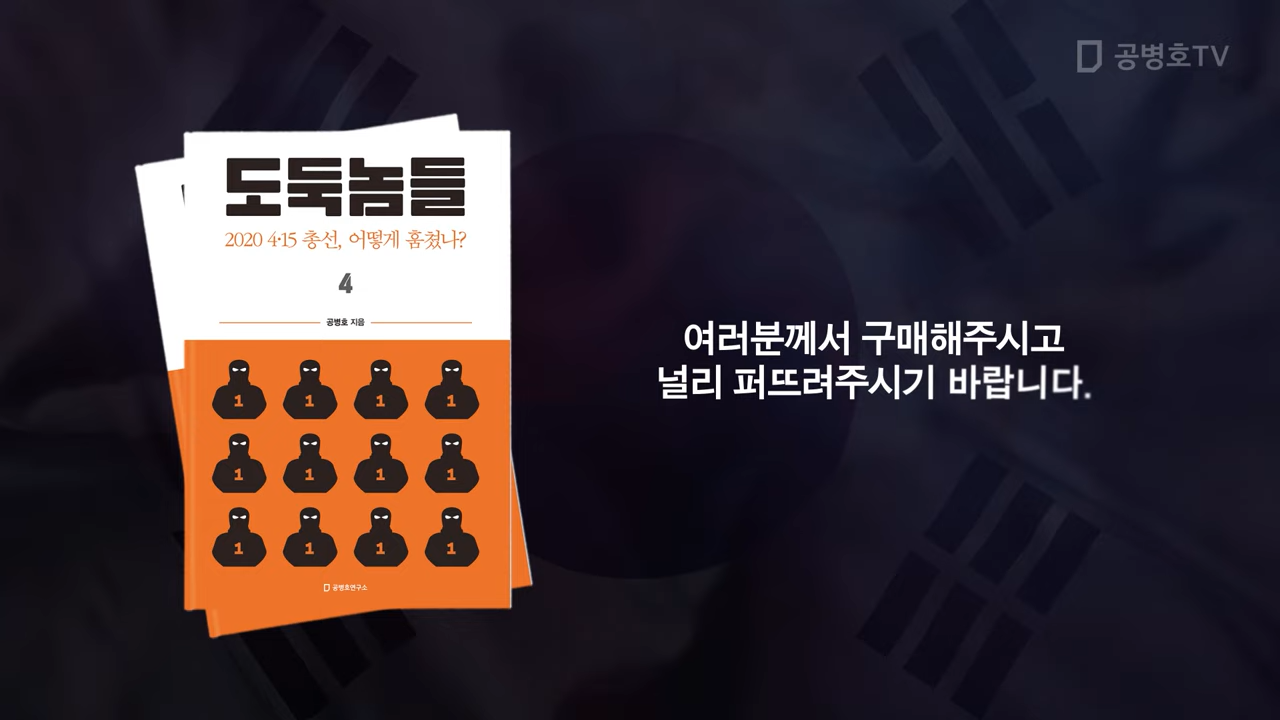 공병호TV
도둑놈들
2020 4·15 총선, 어떻게 훔쳤나?
4
공병호 지음
1 1 1 1
1 1 1 1
1 1 1 1
공병호연구소
여러분께서 구매해주시고
널리 퍼뜨려주시기 바랍니다.